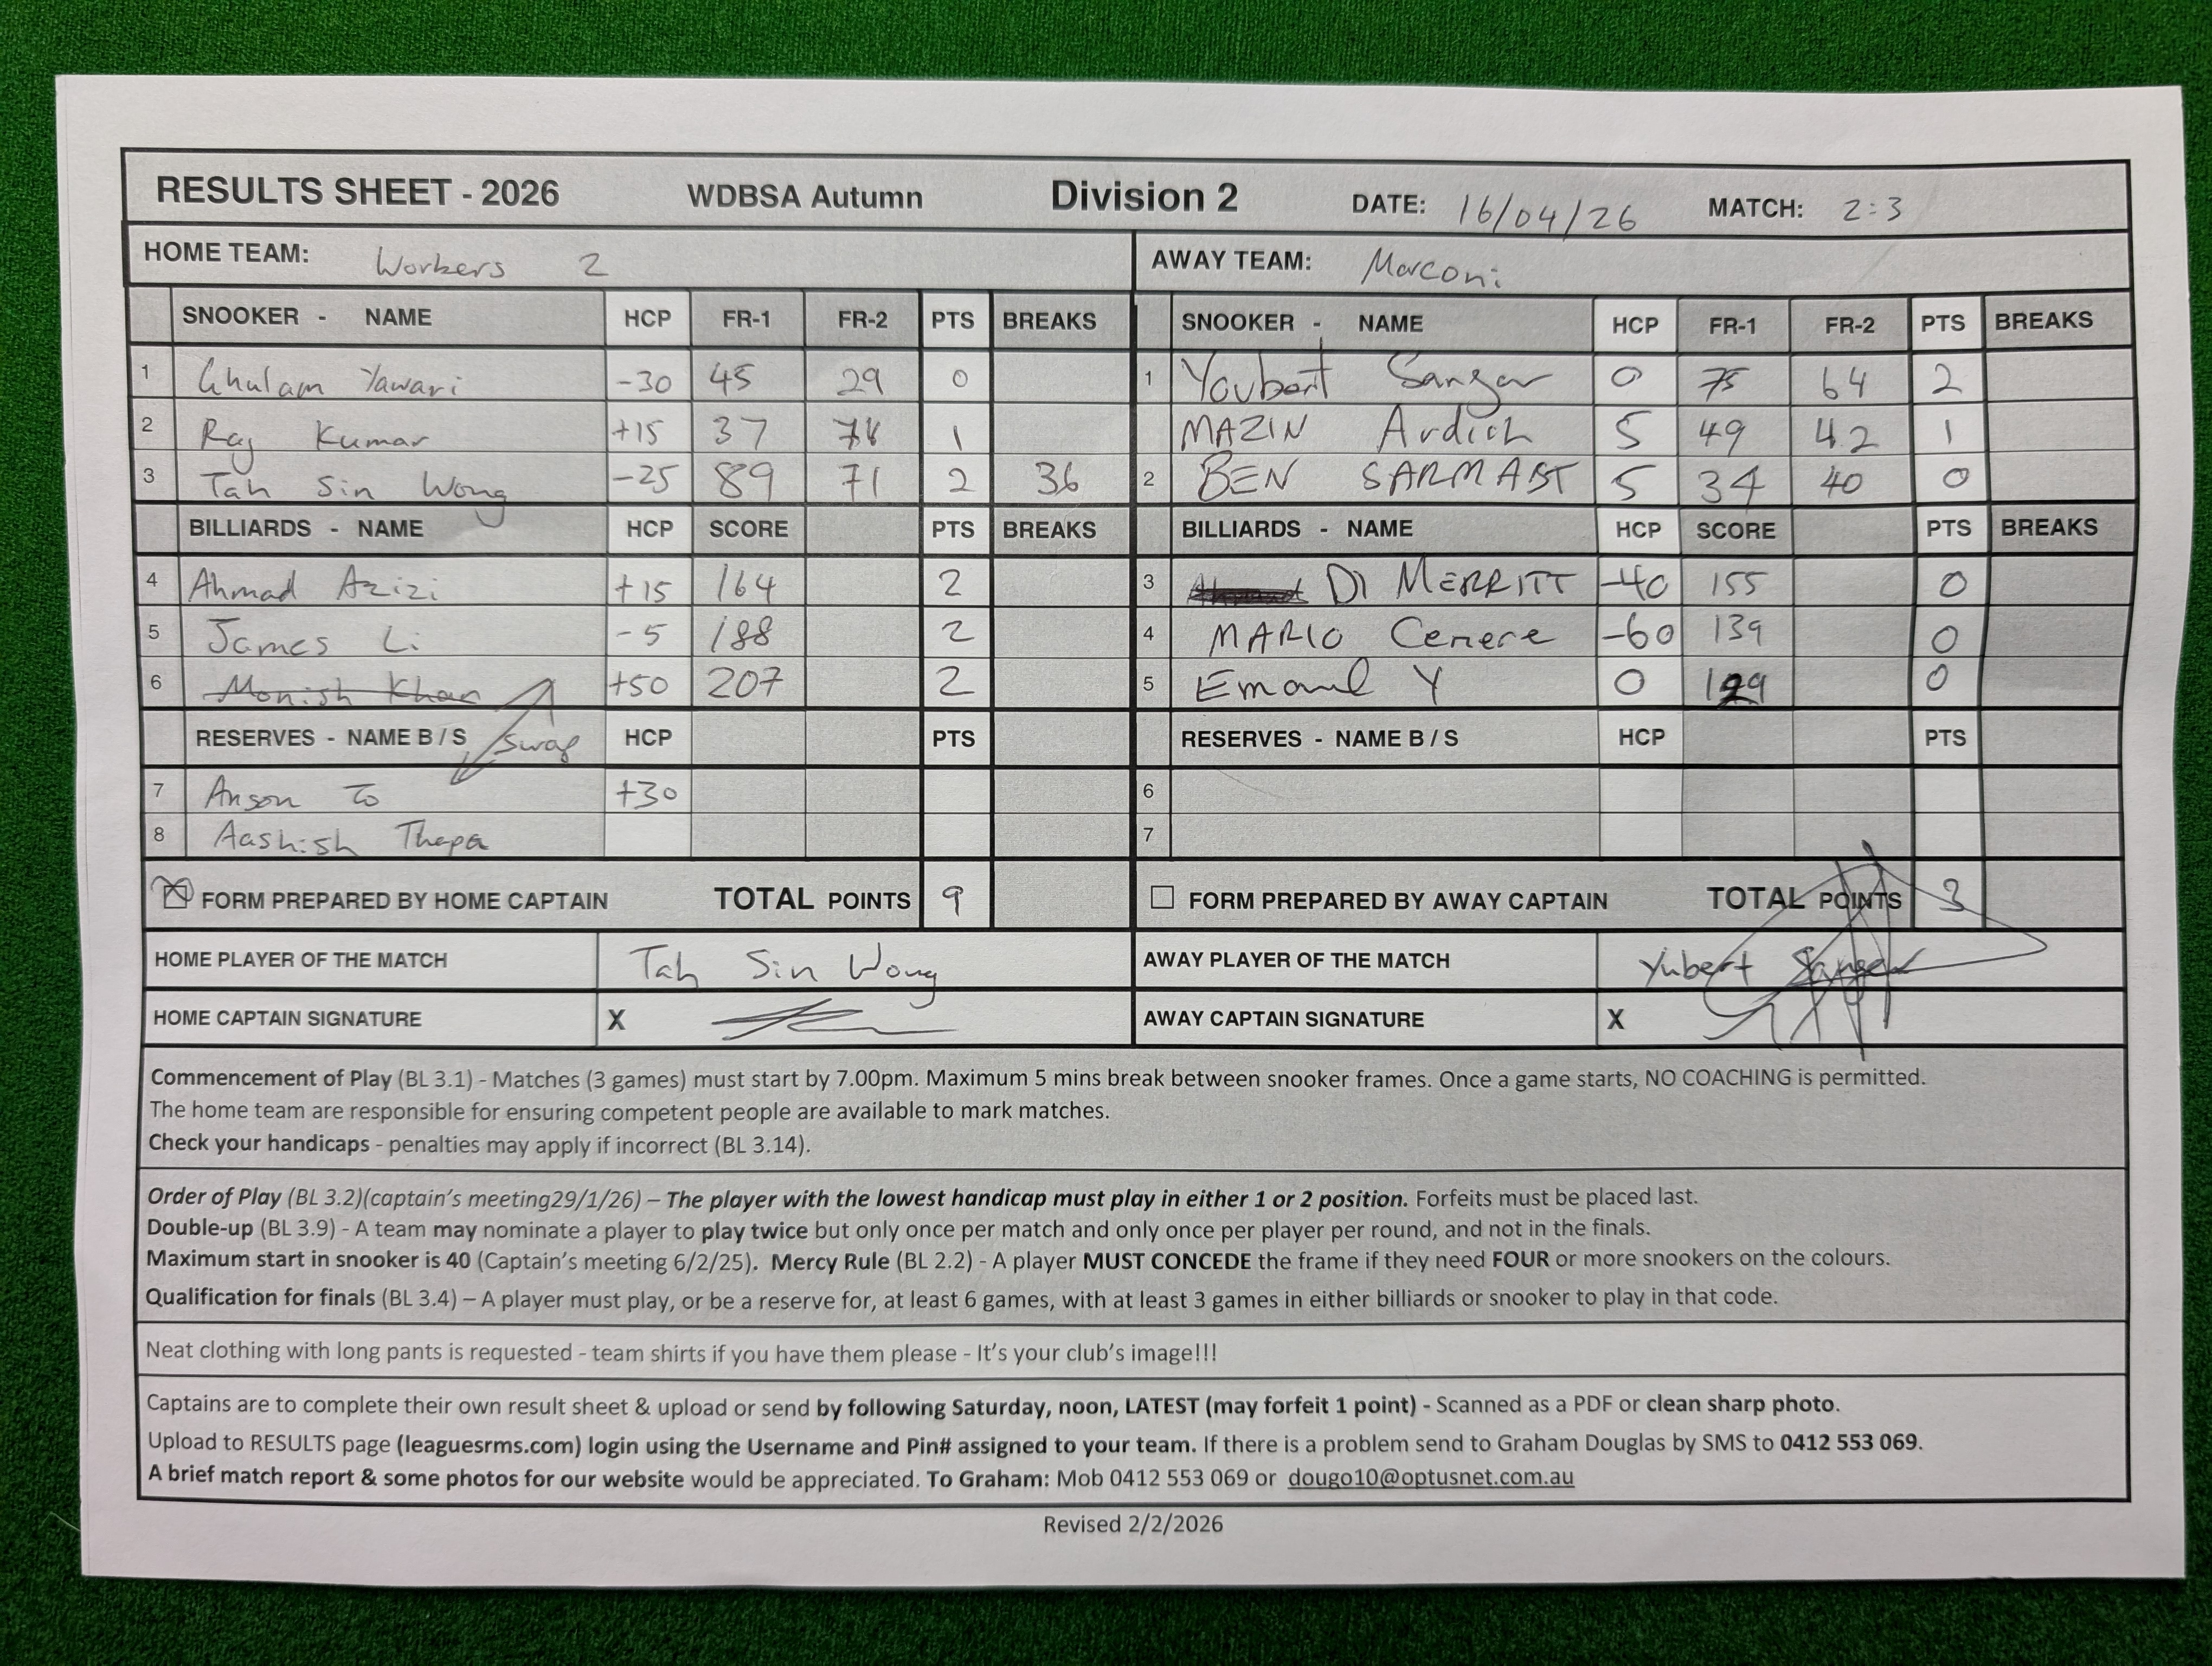 RESULTS SHEET - 2026 WDBSA Autumn Division 2 DATE: 16/04/26 MATCH: 2:3
HOME TEAM: Workers 2 AWAY TEAM: Marconi
SNOOKER - NAME HCP FR-1 FR-2 PTS BREAKS 1 SNOOKER - NAME HCP FR-1 FR-2 PTS BREAKS
1 Ghulam Yawari -30 45 29 0 1 Youbert Sangar 0 75 64 2
2 Raj Kumar +15 37 1 MAZIN Ardich 5 49 42 1
3 Tah Sin Wong -25 89 71 2 36 2 BEN SARMAST 5 34 40 0
BILLIARDS - NAME HCP SCORE PTS BREAKS BILLIARDS - NAME HCP SCORE PTS BREAKS
4 Ahmad Azizi +15 164 2 3 DI MERRITT -40 155 0
5 James Li -5 188 2 4 MARIO Cenere -60 139 0
6 Monish Khan +50 207 2 5 Emanuel Y 0 129 0
RESERVES - NAME B / S swap HCP PTS RESERVES - NAME B / S HCP PTS
7 Anson To +30 6
8 Aashish Thapa 7
FORM PREPARED BY HOME CAPTAIN TOTAL POINTS 9 FORM PREPARED BY AWAY CAPTAIN TOTAL POINTS 3
HOME PLAYER OF THE MATCH Tah Sin Wong AWAY PLAYER OF THE MATCH Yubert Sanger
HOME CAPTAIN SIGNATURE X AWAY CAPTAIN SIGNATURE X
Commencement of Play (BL 3.1) - Matches (3 games) must start by 7.00pm. Maximum 5 mins break between snooker frames. Once a game starts, NO COACHING is permitted.
The home team are responsible for ensuring competent people are available to mark matches.
Check your handicaps - penalties may apply if incorrect (BL 3.14).
Order of Play (BL 3.2)(captain's meeting29/1/26) – The player with the lowest handicap must play in either 1 or 2 position. Forfeits must be placed last.
Double-up (BL 3.9) - A team may nominate a player to play twice but only once per match and only once per player per round, and not in the finals.
Maximum start in snooker is 40 (Captain's meeting 6/2/25). Mercy Rule (BL 2.2) - A player MUST CONCEDE the frame if they need FOUR or more snookers on the colours.
Qualification for finals (BL 3.4) – A player must play, or be a reserve for, at least 6 games, with at least 3 games in either billiards or snooker to play in that code.
Neat clothing with long pants is requested - team shirts if you have them please - It's your club's image!!!
Captains are to complete their own result sheet & upload or send by following Saturday, noon, LATEST (may forfeit 1 point) - Scanned as a PDF or clean sharp photo.
Upload to RESULTS page (leaguesrms.com) login using the Username and Pin# assigned to your team. If there is a problem send to Graham Douglas by SMS to 0412 553 069.
A brief match report & some photos for our website would be appreciated. To Graham: Mob 0412 553 069 or dougo10@optusnet.com.au
Revised 2/2/2026